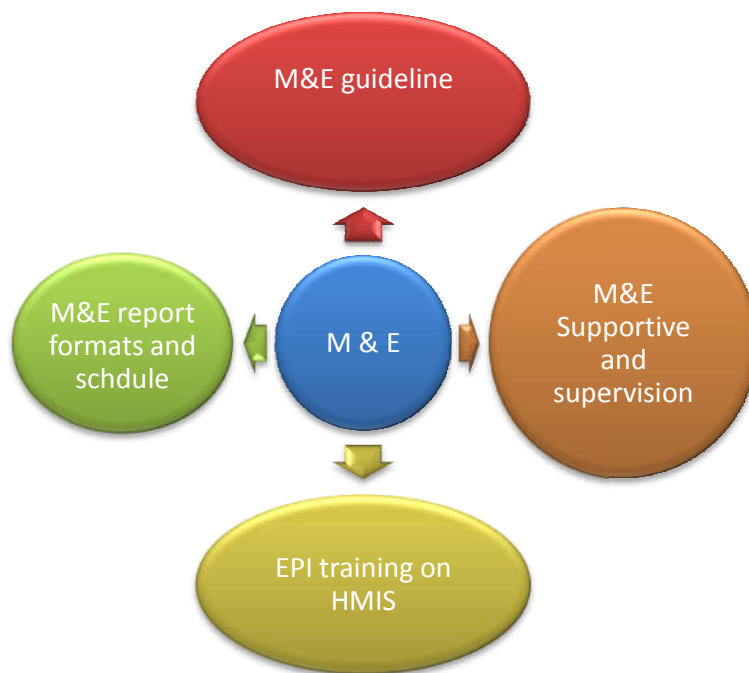 M&E guideline
M&E report
formats and
schdule
M & E
M&E
Supportive
and
supervision
EPI training on
HMIS